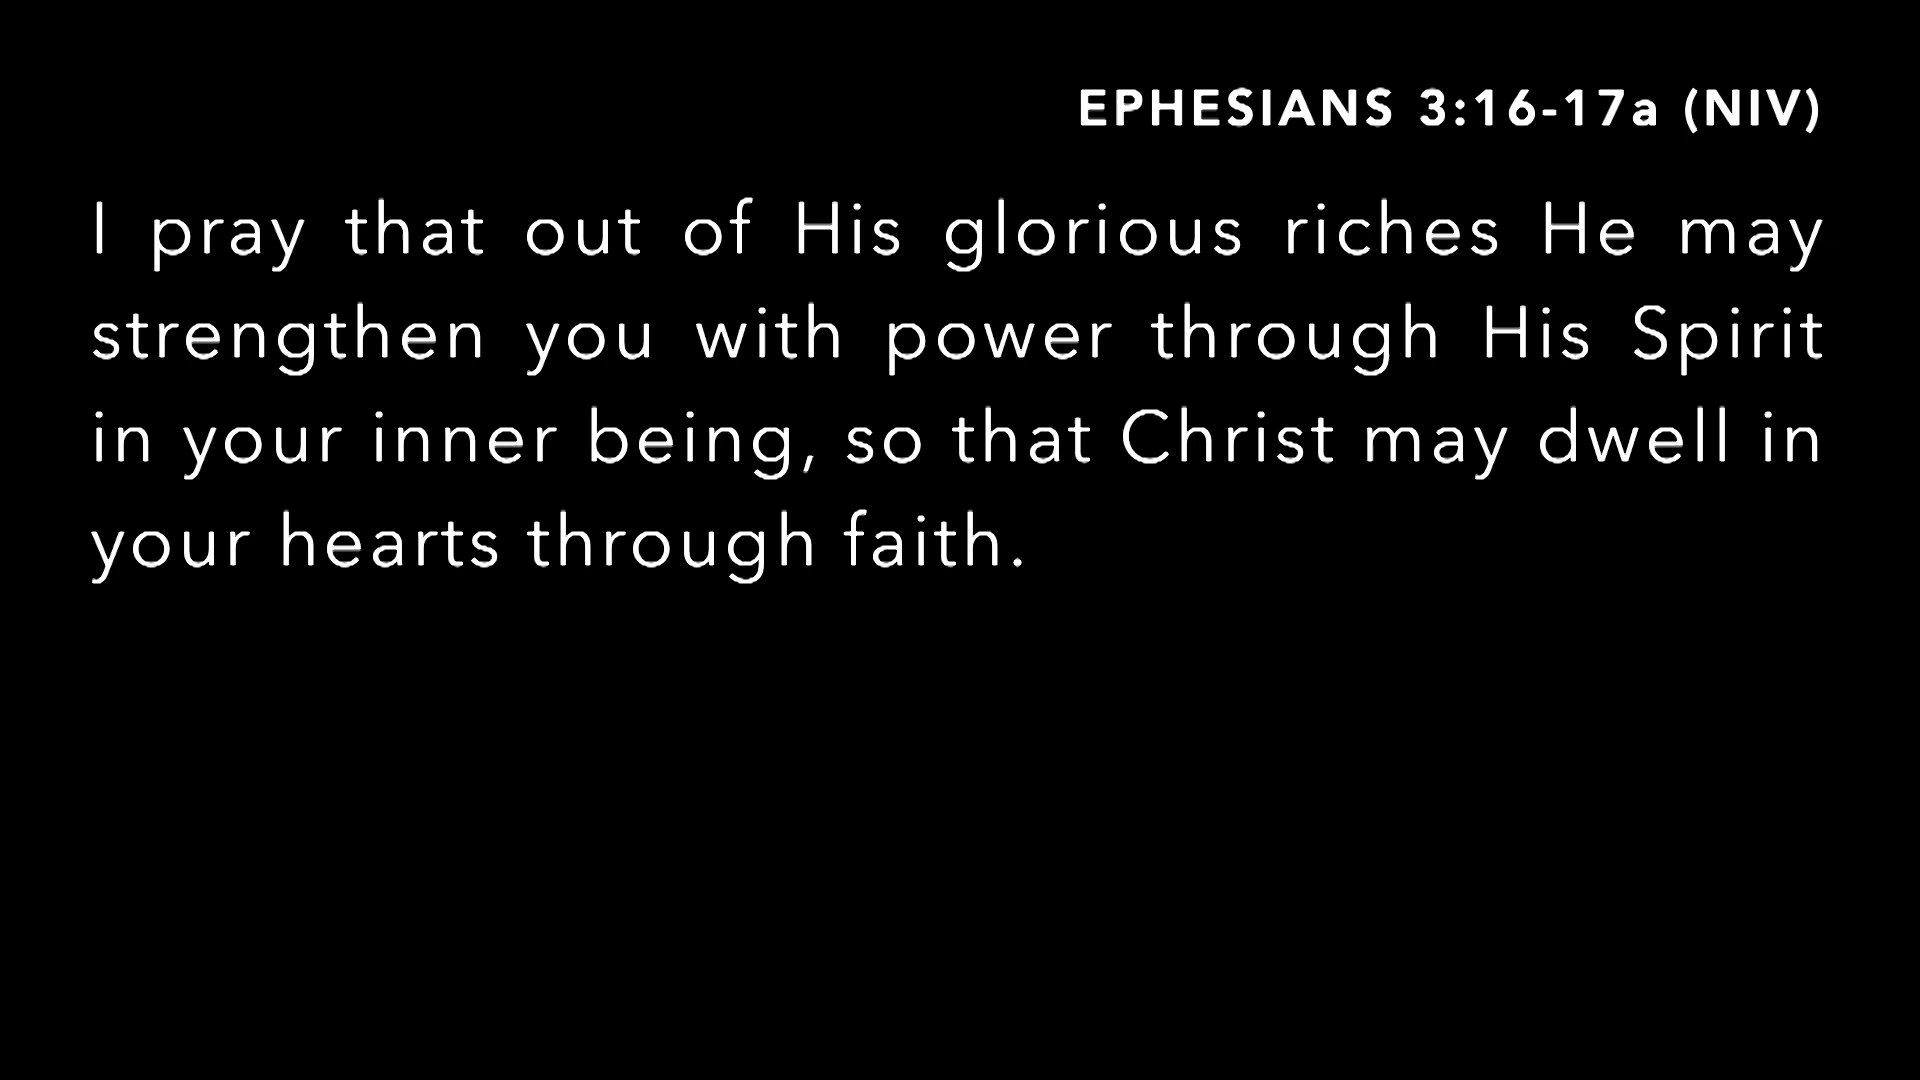 EPHESIANS 3:16-17a (NIV)
I pray that out of His glorious riches He may
strengthen you with power through His Spirit
in your inner being, so that Christ may dwell in
your hearts through faith.